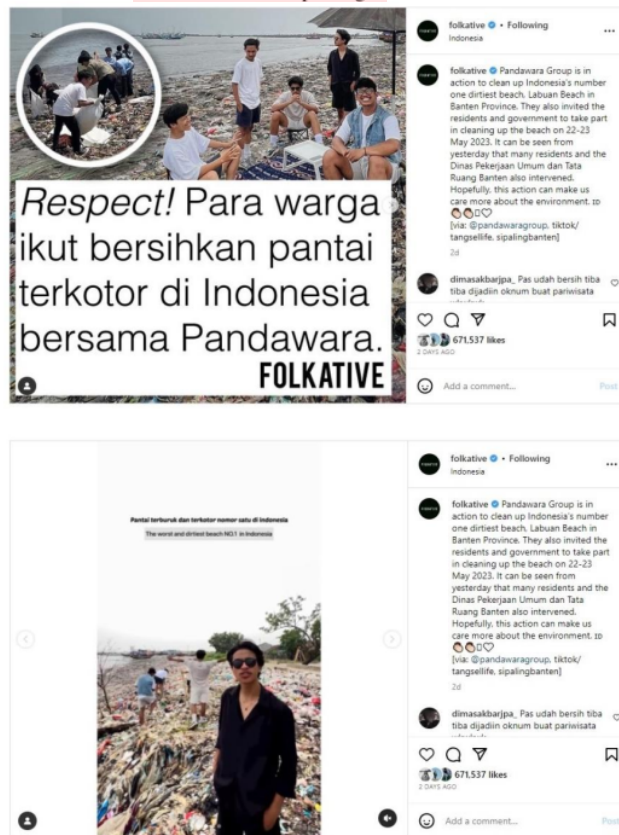 folkative • Following
Indonesia
folkative Pandawara Group is in
action to clean up Indonesia's number
one dirtiest beach, Labuan Beach in
Banten Province. They also invited the
residents and government to take part
in cleaning up the beach on 22-23
May 2023. It can be seen from
yesterday that many residents and the
Dinas Pekerjaan Umum dan Tata
Ruang Banten also intervened.
Hopefully, this action can make us
care more about the environment.
[via: @pandawaragroup, tiktok/
tangsellife, sipalingbanten]
2d
dimasakbarjpa_ Pas udah bersih tiba
tiba dijadiin oknum buat pariwisata
671,537 likes
2 DAYS AGO
Add a comment...
Post
Respect! Para warga
ikut bersihkan pantai
terkotor di Indonesia
bersama Pandawara.
FOLKATIVE
Pantai terburuk dan terkotor nomor satu di indonesia
The worst and dirtiest beach NO.1 in Indonesia
folkative • Following
Indonesia
folkative Pandawara Group is in
action to clean up Indonesia's number
one dirtiest beach, Labuan Beach in
Banten Province. They also invited the
residents and government to take part
in cleaning up the beach on 22-23
May 2023. It can be seen from
yesterday that many residents and the
Dinas Pekerjaan Umum dan Tata
Ruang Banten also intervened.
Hopefully, this action can make us
care more about the environment.
[via: @pandawaragroup, tiktok/
tangsellife, sipalingbanten]
2d
dimasakbarjpa_ Pas udah bersih tiba
tiba dijadiin oknum buat pariwisata
671,537 likes
2 DAYS AGO
Add a comment...
Post